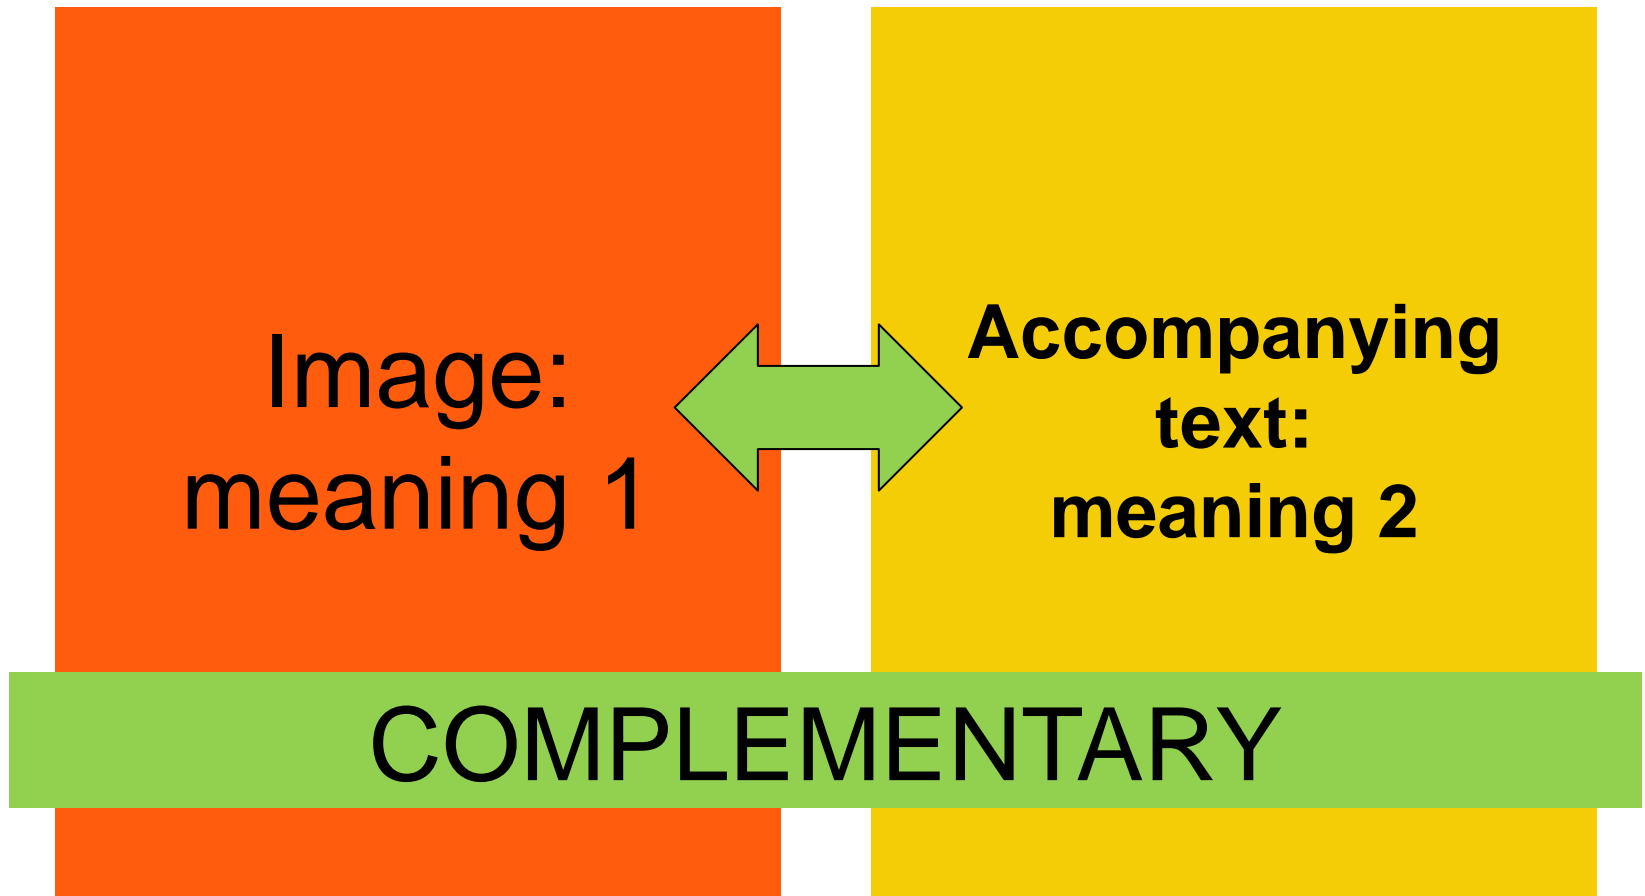 Image:
meaning 1
Accompanying
text:
meaning 2
COMPLEMENTARY